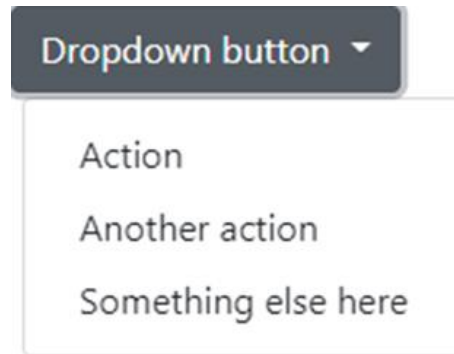 Dropdown button
Action
Another action
Something else here